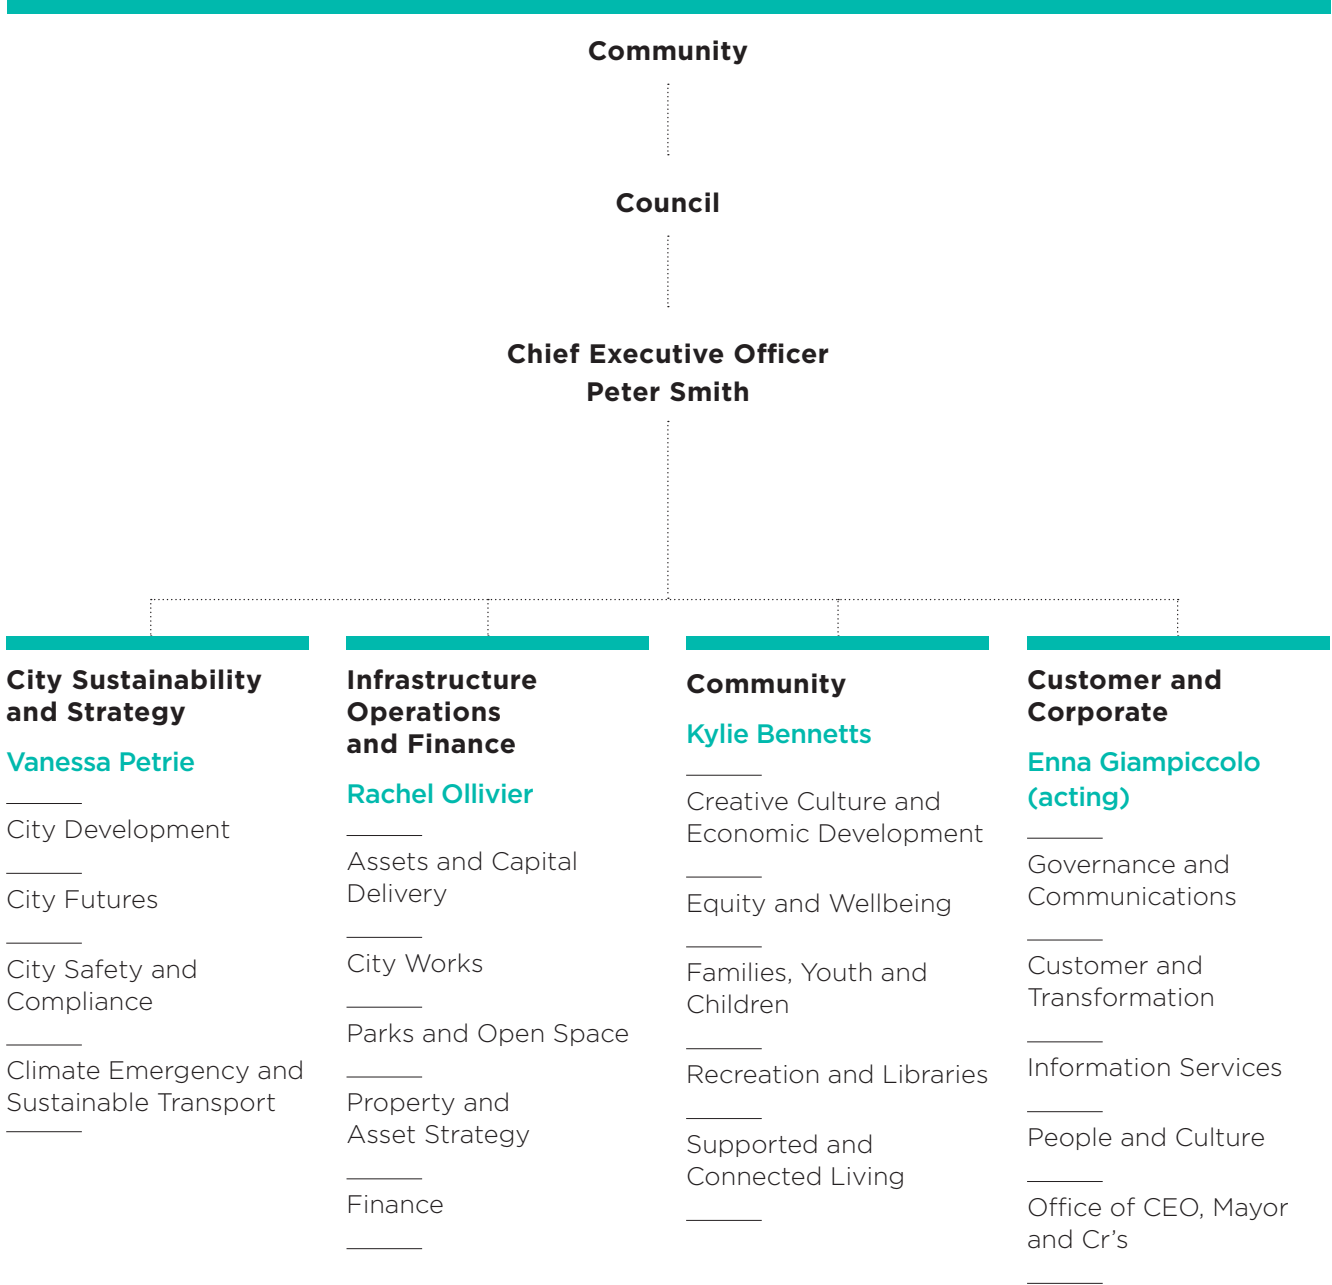 Community
Council
Chief Executive Officer
Peter Smith
City Sustainability
and Strategy
Vanessa Petrie
City Development
City Futures
City Safety and
Compliance
Climate Emergency and
Sustainable Transport
Infrastructure
Operations
and Finance
Rachel Ollivier
Assets and Capital
Delivery
City Works
Parks and Open Space
Property and
Asset Strategy
Finance
Community
Kylie Bennetts
Creative Culture and
Economic Development
Equity and Wellbeing
Families, Youth and
Children
Recreation and Libraries
Supported and
Connected Living
Customer and
Corporate
Enna Giampiccolo
(acting)
Governance and
Communications
Customer and
Transformation
Information Services
People and Culture
Office of CEO, Mayor
and Cr’s